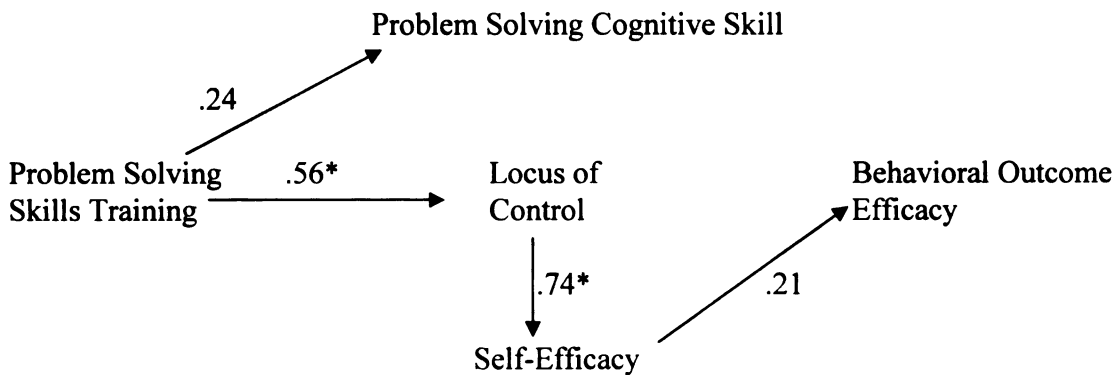 Problem Solving Cognitive Skill
.24
Problem Solving
Skills Training
.56*
Locus of
Control
Behavioral Outcome
Efficacy
.74*
.21
Self-Efficacy